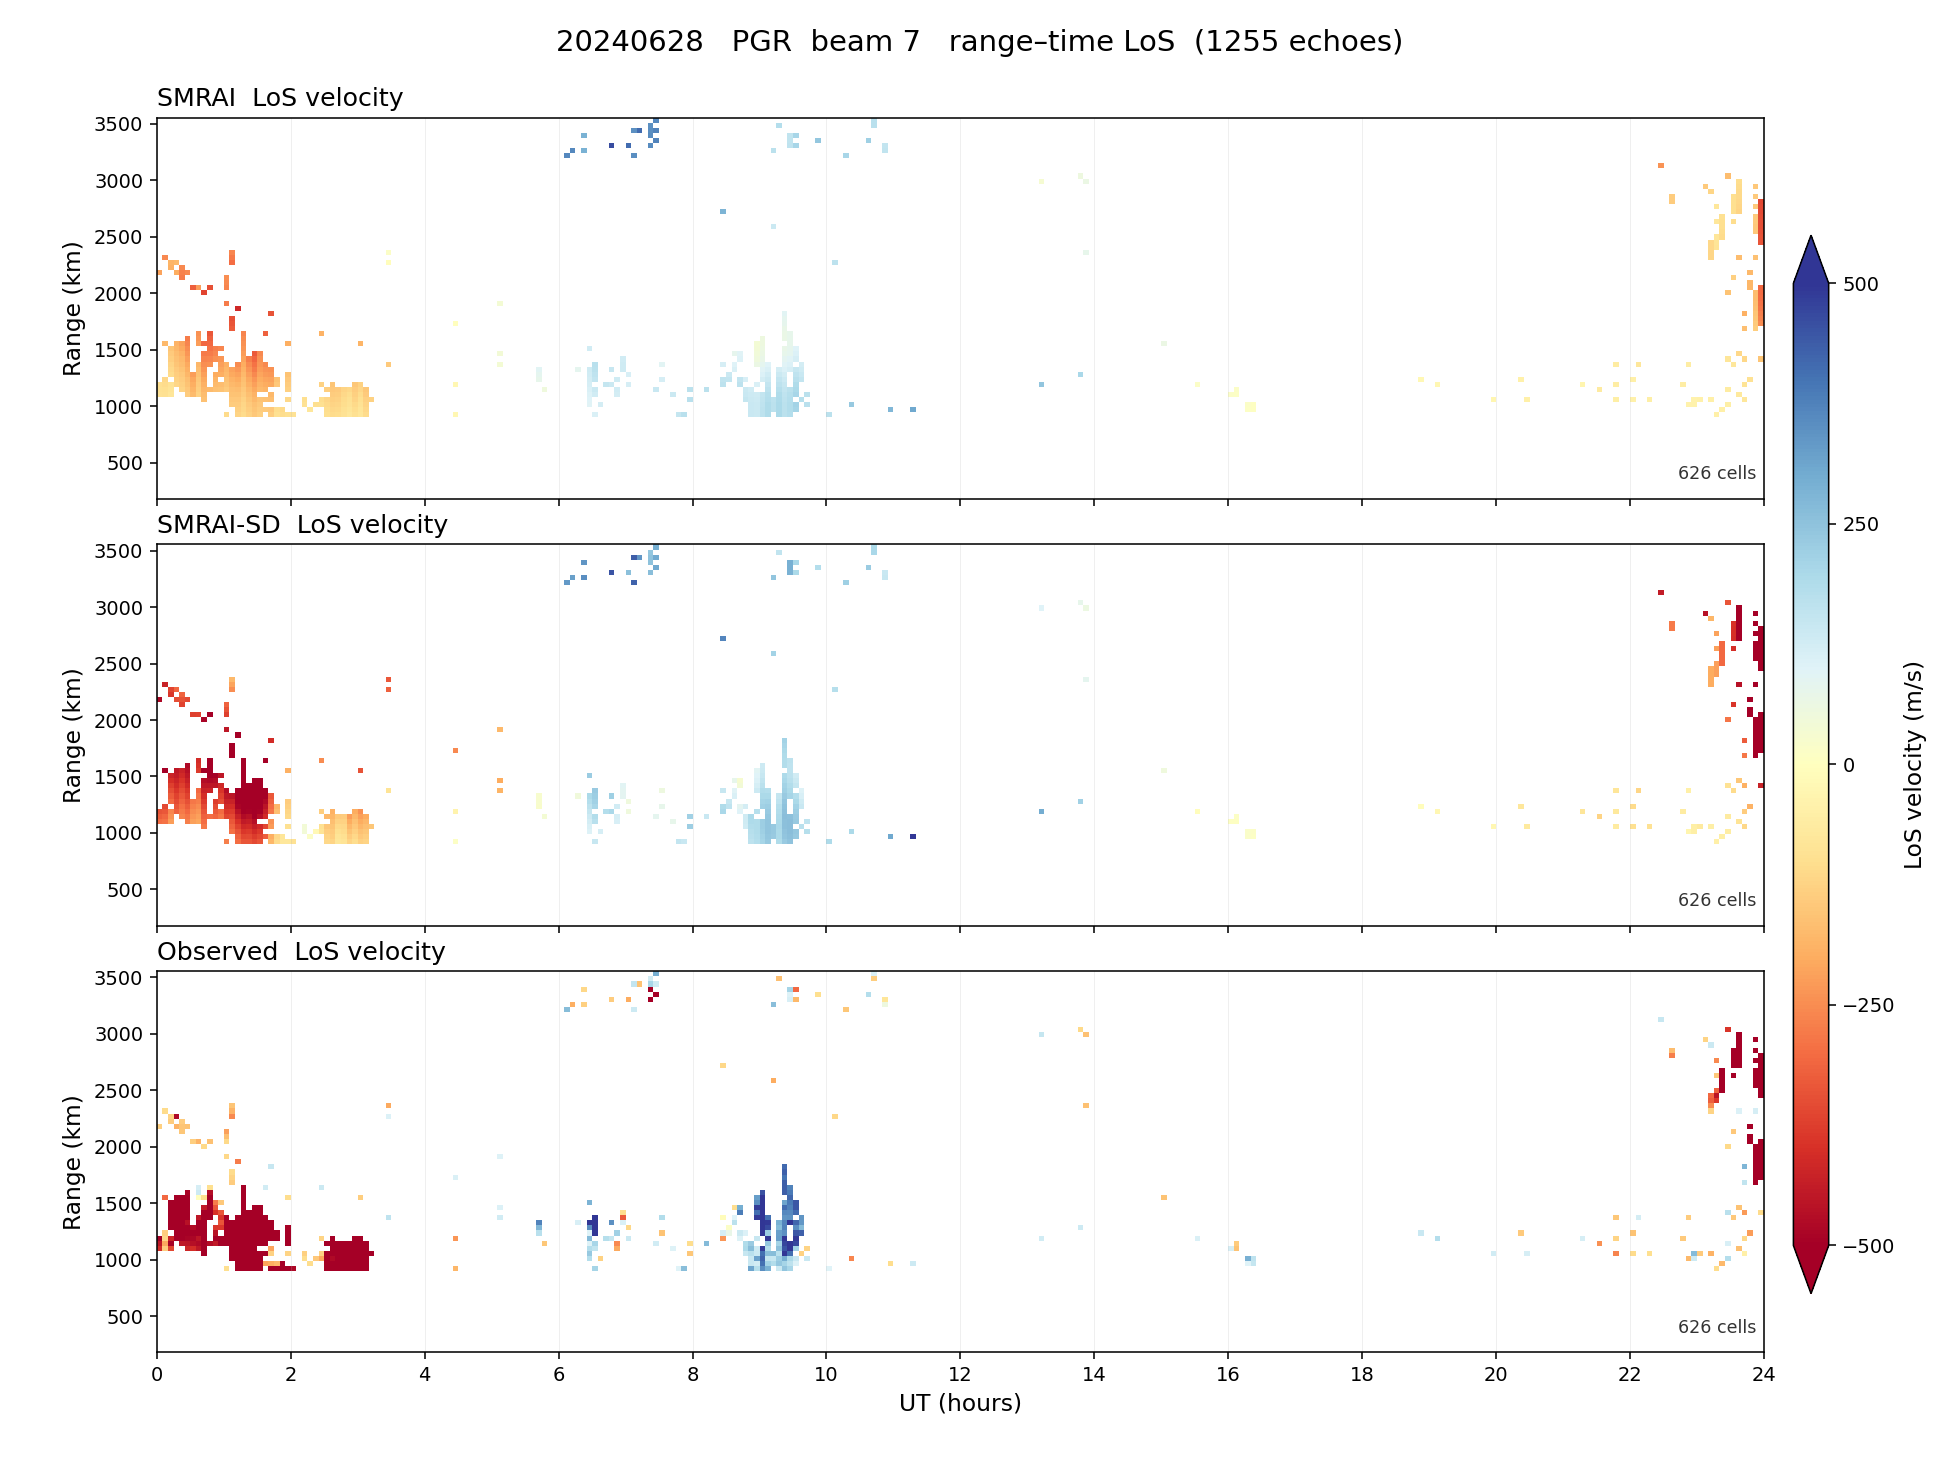 20240628   PGR  beam 7   range–time LoS  (1255 echoes)
SMRAI  LoS velocity
3500
3000
2500
2000
1500
1000
500
Range (km)
626 cells
SMRAI-SD  LoS velocity
3500
3000
2500
2000
1500
1000
500
Range (km)
626 cells
Observed  LoS velocity
3500
3000
2500
2000
1500
1000
500
Range (km)
626 cells
0 2 4 6 8 10 12 14 16 18 20 22 24
UT (hours)
500
250
0
−250
−500
LoS velocity (m/s)